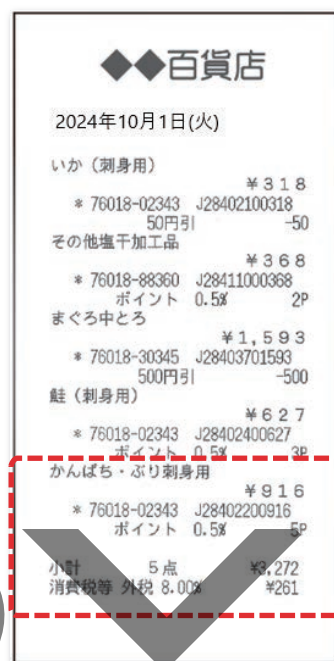 ◆◆百貨店
2024年10月1日(火)
いか（刺身用）
¥318
* 76018-02343 J28402100318
50円引 -50
その他塩干加工品
¥368
* 76018-88360 J28411000368
ポイント 0.5% 2P
まぐろ中とろ
¥1,593
* 76018-30345 J28403701593
500円引 -500
鮭（刺身用）
¥627
* 76018-02343 J28402400627
ポイント 0.5% 3P
かんぱち・ぶり刺身用
¥916
* 76018-02343 J28402200916
ポイント 0.5% 5P
小計 5点 ¥3,272
消費税等 外税 8.00% ¥261